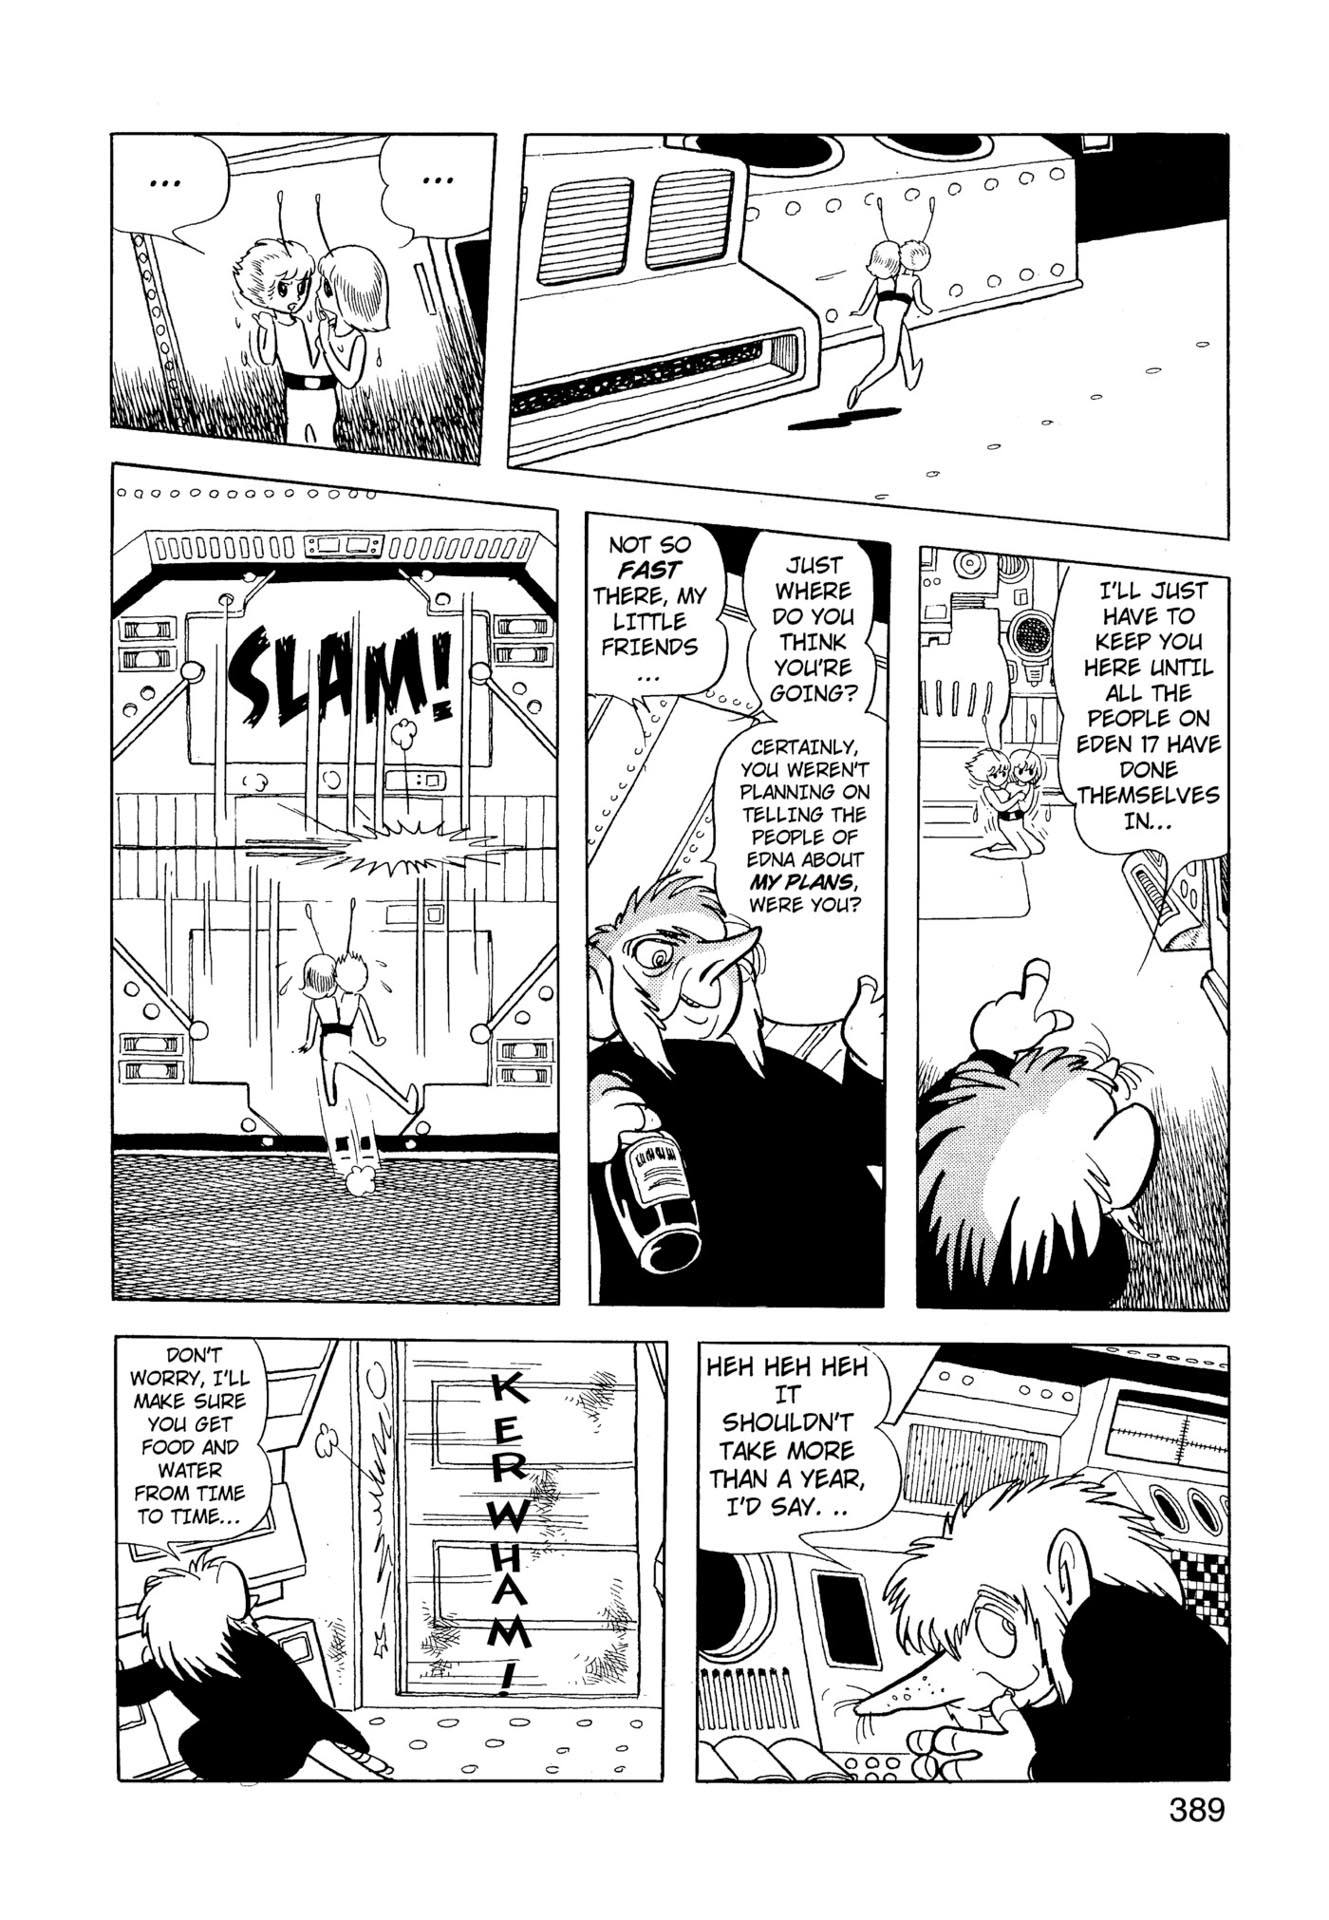 ...
...
SLAM!
NOT SO
FAST
THERE, MY
LITTLE
FRIENDS
...
JUST
WHERE
DO YOU
THINK
YOU'RE
GOING?
CERTAINLY,
YOU WEREN'T
PLANNING ON
TELLING THE
PEOPLE OF
EDNA ABOUT
MY PLANS,
WERE YOU?
I'LL JUST
HAVE TO
KEEP YOU
HERE UNTIL
ALL THE
PEOPLE ON
EDEN 17 HAVE
DONE
THEMSELVES
IN...
DON'T
WORRY, I'LL
MAKE SURE
YOU GET
FOOD AND
WATER
FROM TIME
TO TIME...
KERWHAM!
HEH HEH HEH
IT
SHOULDN'T
TAKE MORE
THAN A YEAR,
I'D SAY. ..
389